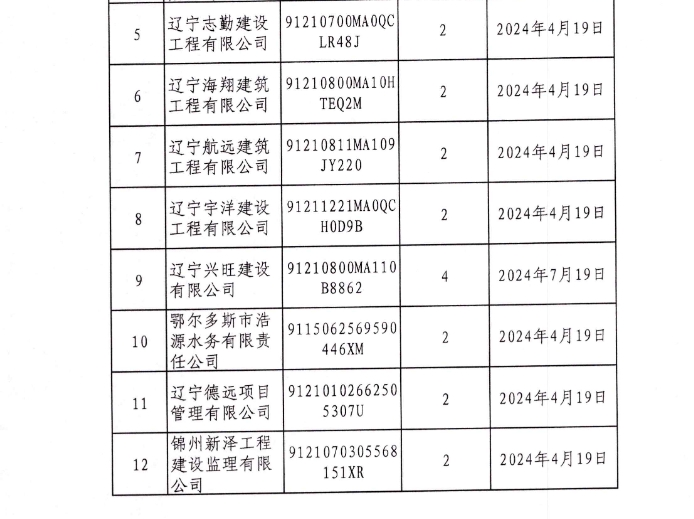 5
辽宁志勤建设
工程有限公司
91210700MA0QC
LR48J
2
2024年4月19日
6
辽宁海翔建筑
工程有限公司
91210800MA10H
TEQ2M
2
2024年4月19日
7
辽宁航远建筑
工程有限公司
91210811MA109
JY220
2
2024年4月19日
8
辽宁宇洋建设
工程有限公司
91211221MA0QC
H0D9B
2
2024年4月19日
9
辽宁兴旺建设
有限公司
91210800MA110
B8862
4
2024年7月19日
10
鄂尔多斯市浩
源水务有限责
任公司
9115062569590
446XM
2
2024年4月19日
11
辽宁德远项目
管理有限公司
9121010266250
5307U
2
2024年4月19日
12
锦州新泽工程
建设监理有限
公司
9121070305568
151XR
2
2024年4月19日